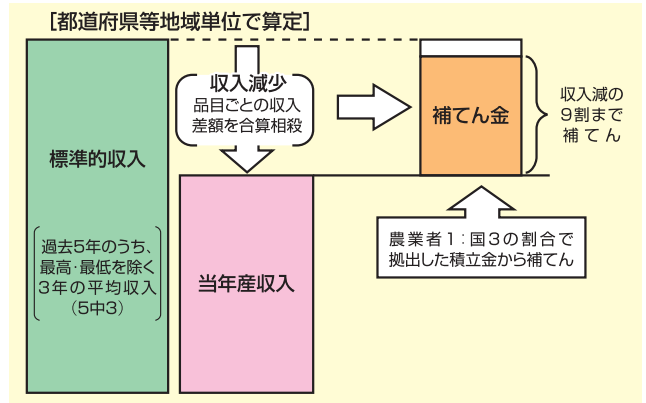 ［都道府県等地域単位で算定］
収入減少
品目ごとの収入
差額を合算相殺
補てん金
収入減の
９割まで
補てん
標準的収入
過去5年のうち、
最高・最低を除く
３年の平均収入
（5中3）
当年産収入
農業者１：国３の割合で
拠出した積立金から補てん